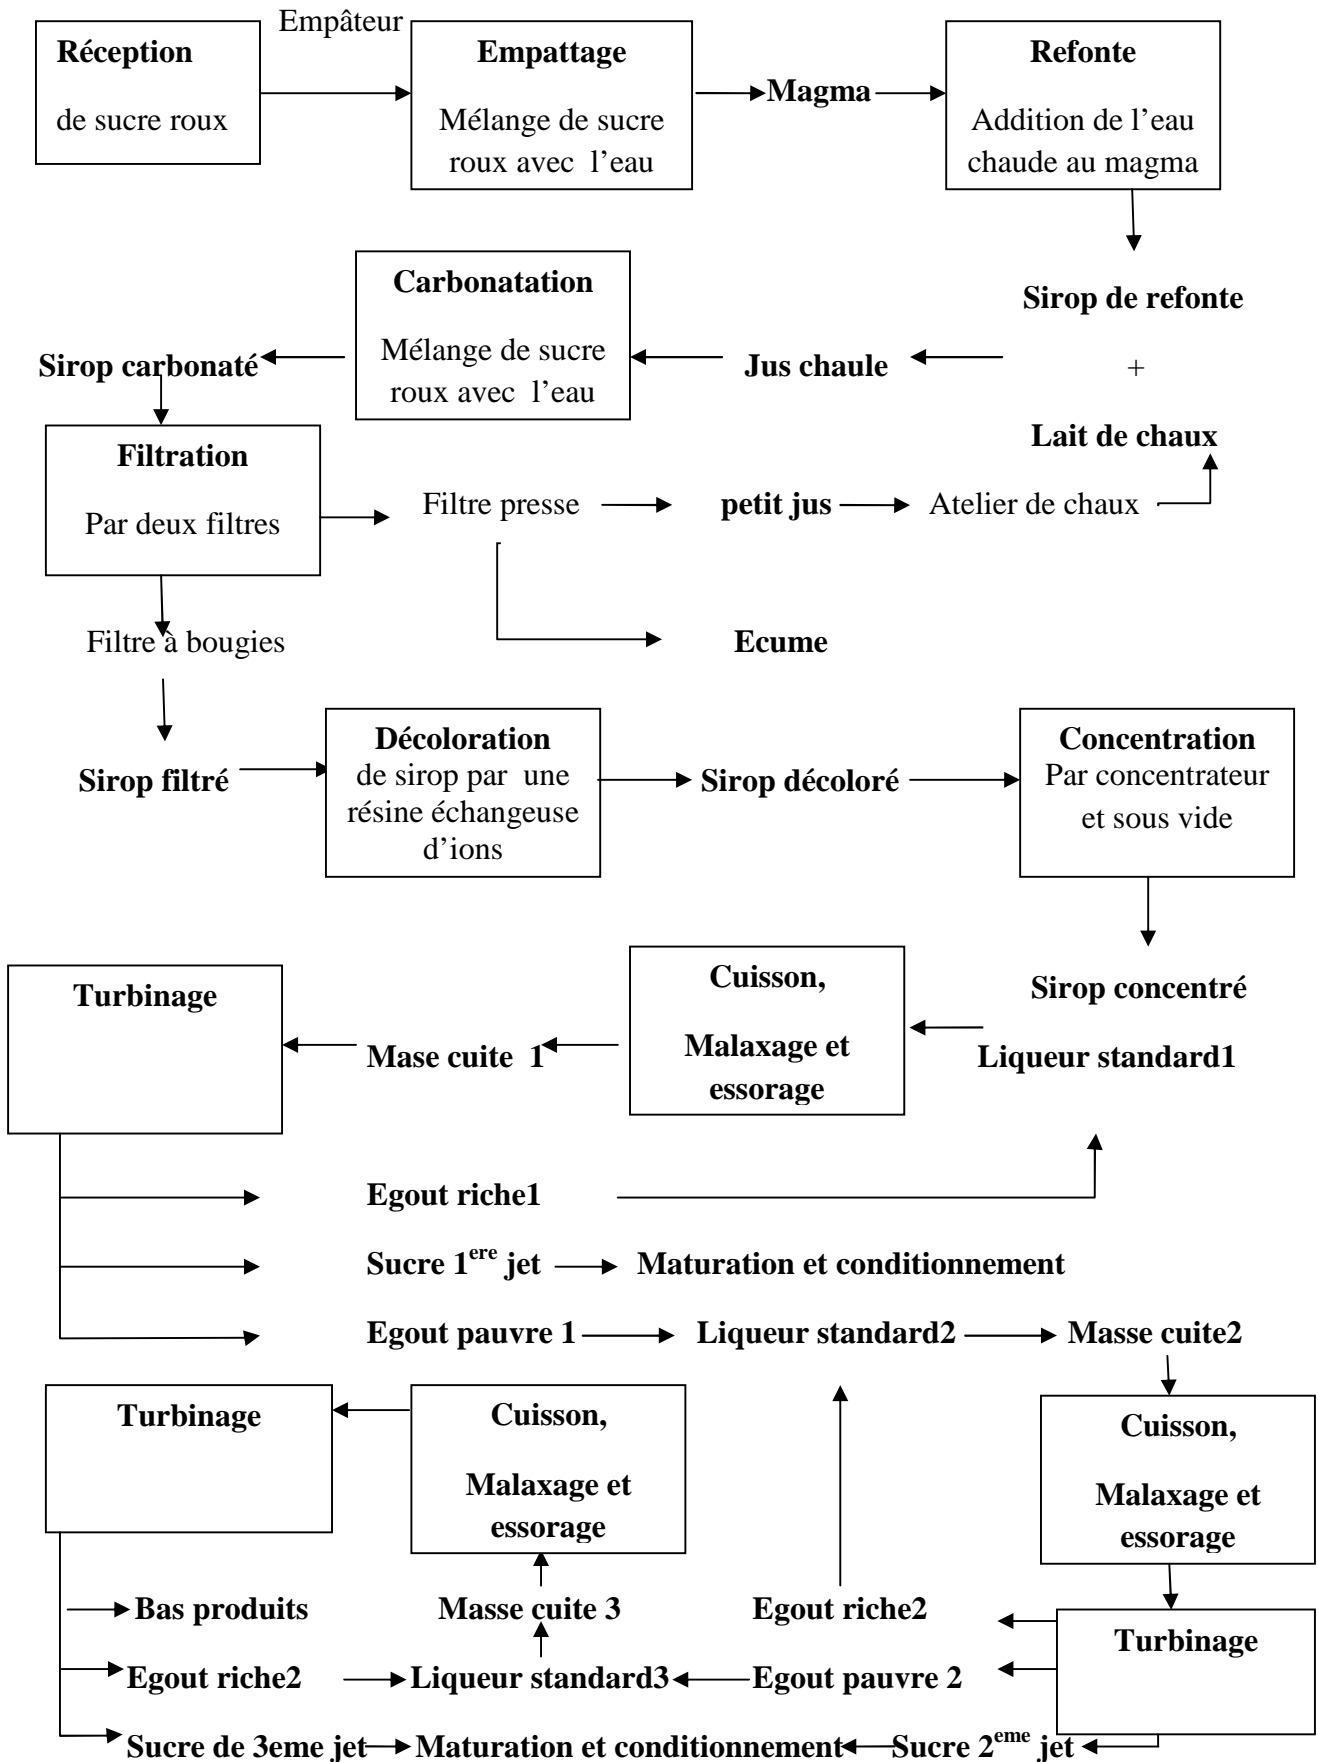 Empâteur
Réception
de sucre roux
Empattage
Mélange de sucre
roux avec l’eau
Magma
Refonte
Addition de l’eau
chaude au magma
Sirop de refonte
+
Lait de chaux
Jus chaule
Carbonatation
Mélange de sucre
roux avec l’eau
Sirop carbonaté
Filtration
Par deux filtres
Filtre presse
petit jus
Atelier de chaux
Ecume
Filtre à bougies
Sirop filtré
Décoloration
de sirop par une
résine échangeuse
d’ions
Sirop décoloré
Concentration
Par concentrateur
et sous vide
Sirop concentré
Liqueur standard1
Cuisson,
Malaxage et
essorage
Mase cuite 1
Turbinage
Egout riche1
Sucre 1ere jet
Maturation et conditionnement
Egout pauvre 1
Liqueur standard2
Masse cuite2
Cuisson,
Malaxage et
essorage
Turbinage
Egout riche2
Egout pauvre 2
Sucre 2eme jet
Liqueur standard3
Masse cuite 3
Cuisson,
Malaxage et
essorage
Turbinage
Bas produits
Egout riche2
Sucre de 3eme jet
Maturation et conditionnement